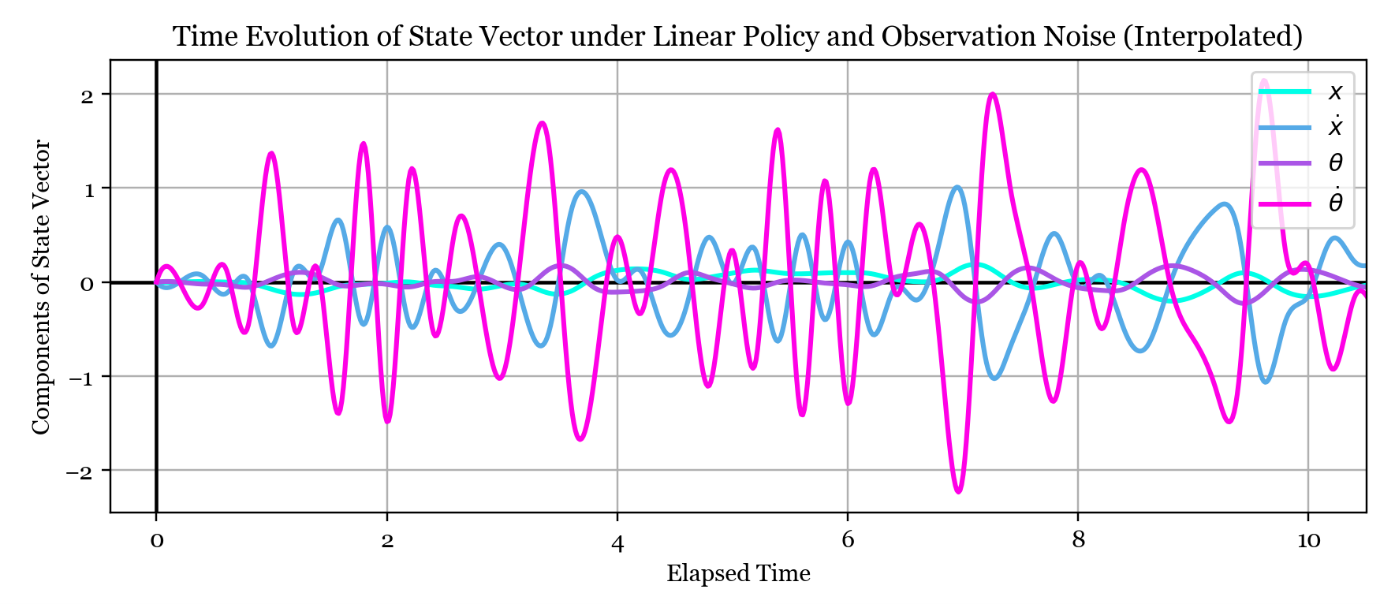 Time Evolution of State Vector under Linear Policy and Observation Noise (Interpolated)
Components of State Vector
2
1
0
−1
−2
x
ẋ
θ
θ̇
0 2 4 6 8 10
Elapsed Time